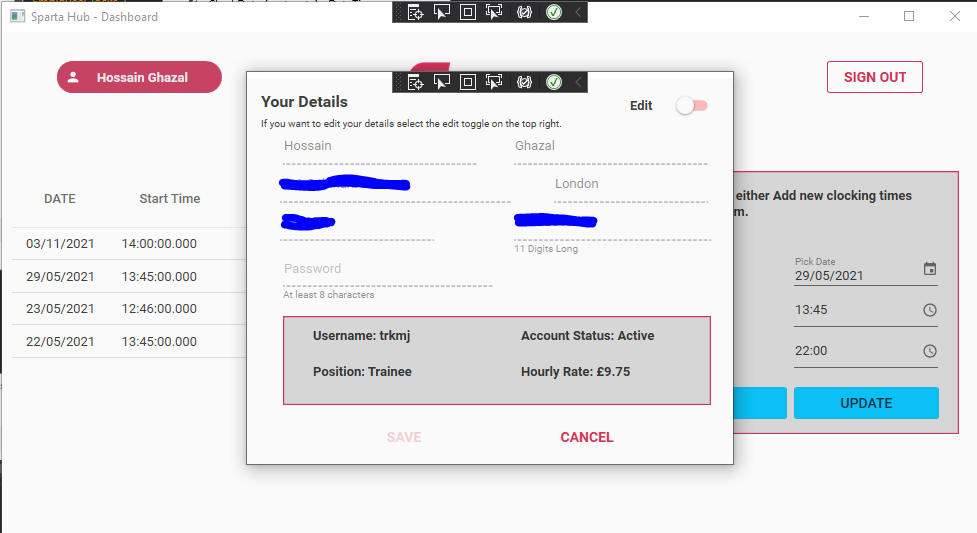 Sparta Hub - Dashboard
Hossain Ghazal
SIGN OUT
Your Details
Edit
If you want to edit your details select the edit toggle on the top right.
Hossain
Ghazal
London
11 Digits Long
Password
At least 8 characters
Username: trkmj
Account Status: Active
Position: Trainee
Hourly Rate: £9.75
SAVE
CANCEL
DATE
Start Time
03/11/2021
14:00:00.000
29/05/2021
13:45:00.000
23/05/2021
12:46:00.000
22/05/2021
13:45:00.000
either Add new clocking times
Pick Date
29/05/2021
13:45
22:00
UPDATE